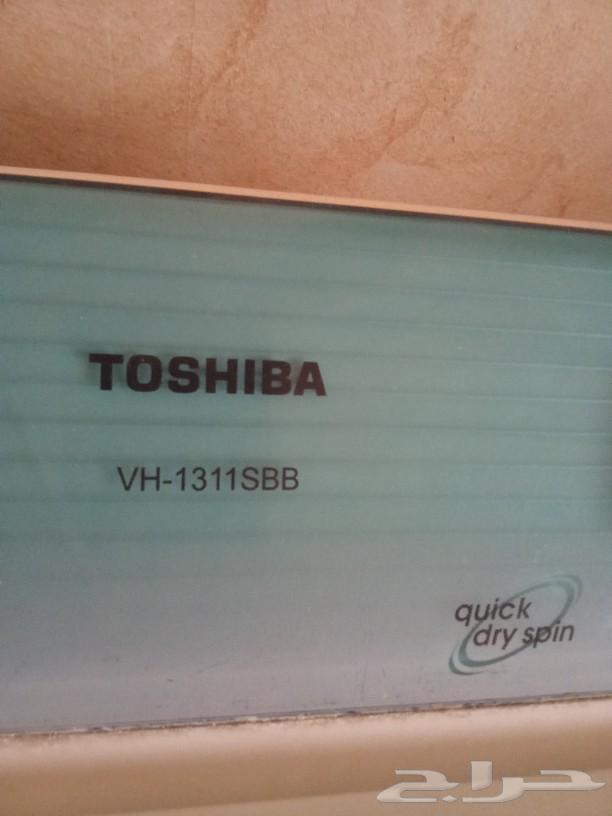 TOSHIBA
VH-1311SBB
quick
dry spin
حراج